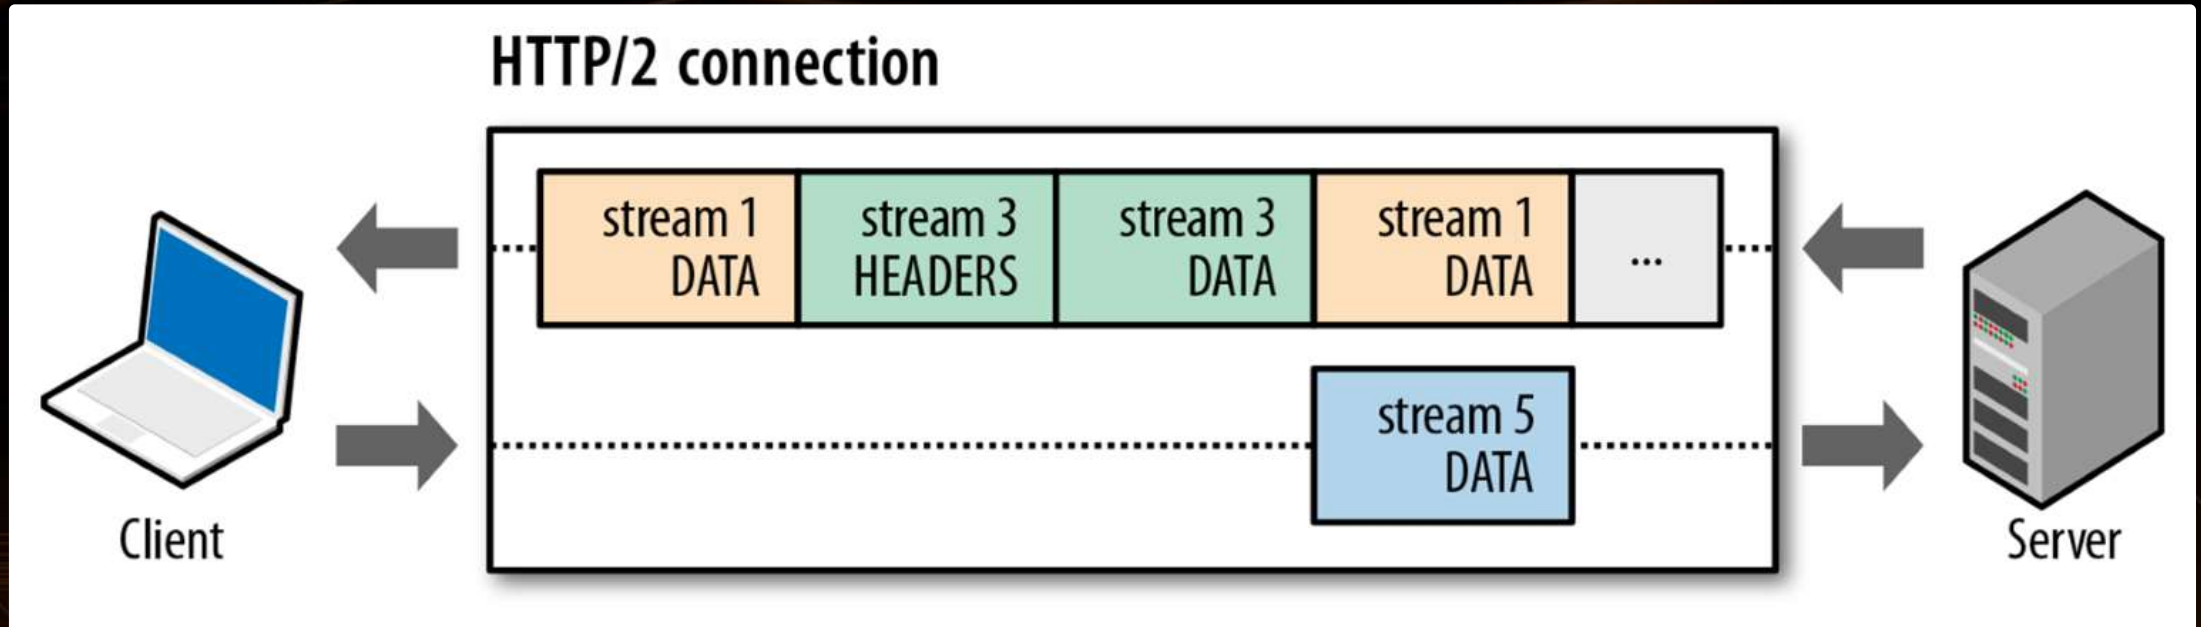 HTTP/2 connection
stream 1
DATA
stream 3
HEADERS
stream 3
DATA
stream 1
DATA
...
stream 5
DATA
Client
Server